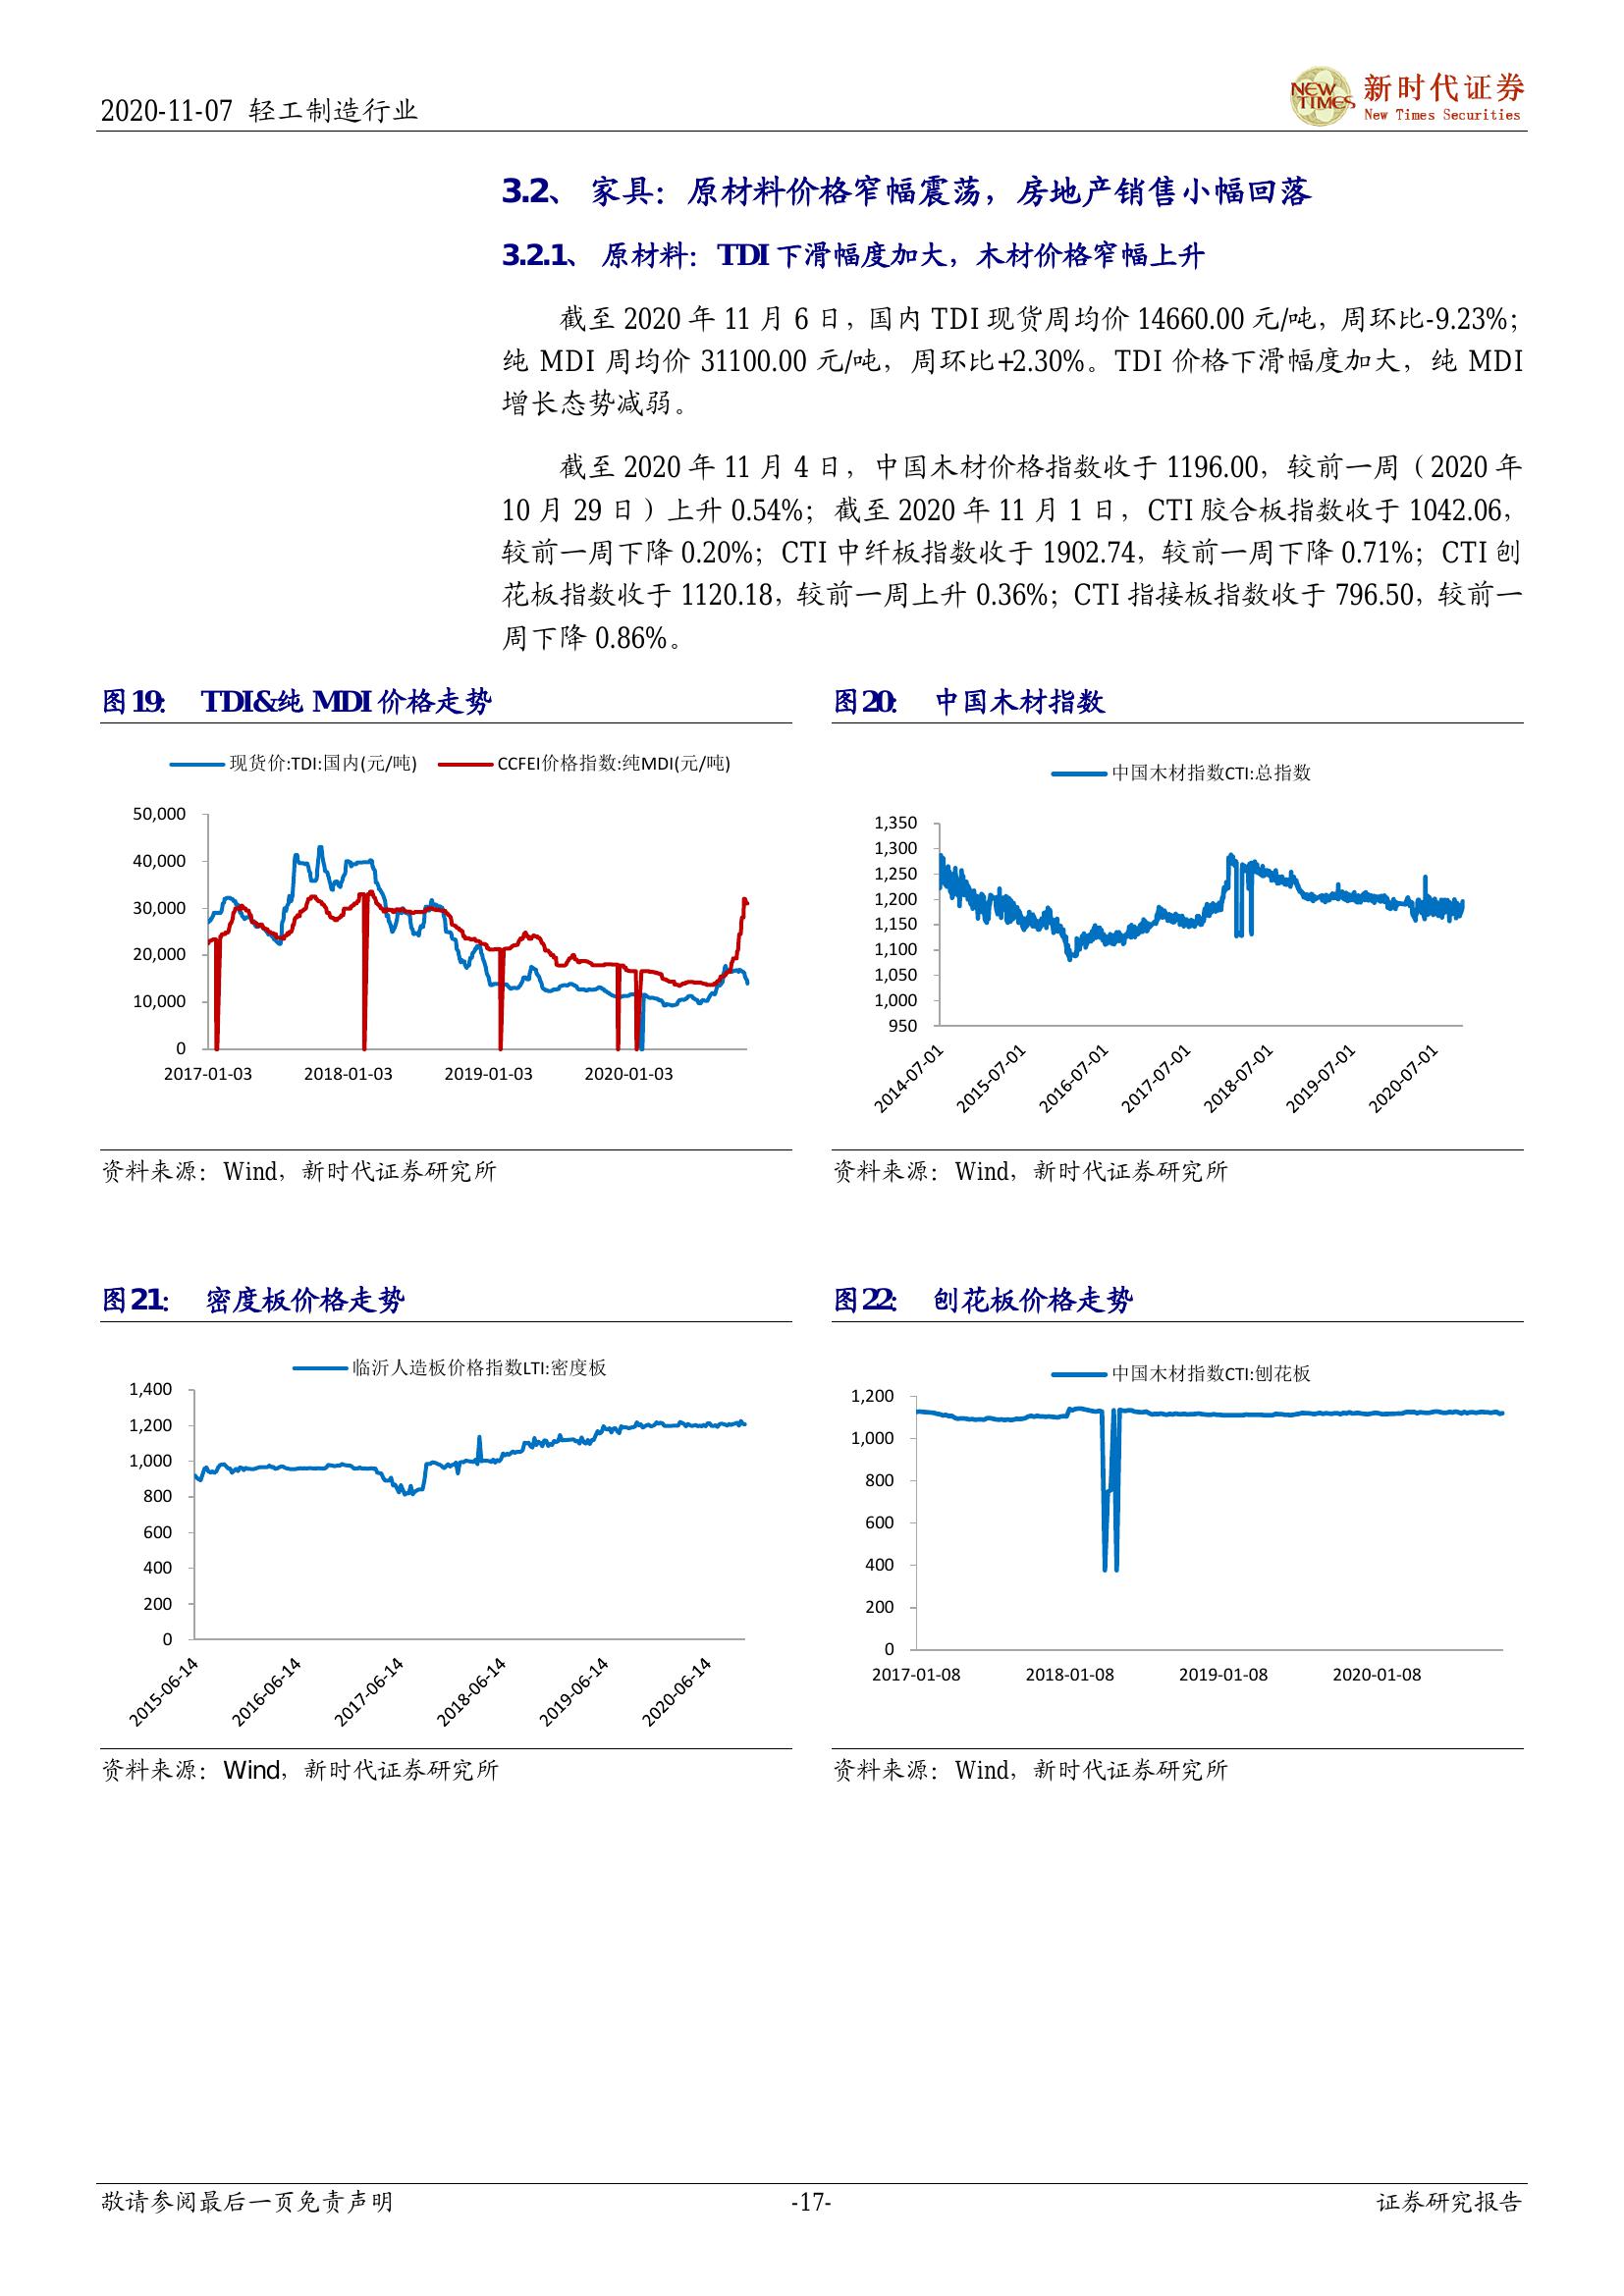 2020-11-07 轻工制造行业
NEW TIMES
新时代证券
New Times Securities
3.2、 家具：原材料价格窄幅震荡，房地产销售小幅回落
3.2.1、 原材料：TDI 下滑幅度加大，木材价格窄幅上升
截至 2020 年 11 月 6 日，国内 TDI 现货周均价 14660.00 元/吨，周环比-9.23%；
纯 MDI 周均价 31100.00 元/吨，周环比+2.30%。TDI 价格下滑幅度加大，纯 MDI
增长态势减弱。
截至 2020 年 11 月 4 日，中国木材价格指数收于 1196.00，较前一周（2020 年
10 月 29 日）上升 0.54%；截至 2020 年 11 月 1 日，CTI 胶合板指数收于 1042.06，
较前一周下降 0.20%；CTI 中纤板指数收于 1902.74，较前一周下降 0.71%；CTI 刨
花板指数收于 1120.18，较前一周上升 0.36%；CTI 指接板指数收于 796.50，较前一
周下降 0.86%。
图 19： TDI&纯 MDI 价格走势
现货价:TDI:国内(元/吨) CCFEI价格指数:纯MDI(元/吨)
50,000
40,000
30,000
20,000
10,000
0
2017-01-03 2018-01-03 2019-01-03 2020-01-03
资料来源：Wind，新时代证券研究所
图 20： 中国木材指数
中国木材指数CTI:总指数
1,350
1,300
1,250
1,200
1,150
1,100
1,050
1,000
950
2014-07-01 2015-07-01 2016-07-01 2017-07-01 2018-07-01 2019-07-01 2020-07-01
资料来源：Wind，新时代证券研究所
图 21： 密度板价格走势
临沂人造板价格指数LTI:密度板
1,400
1,200
1,000
800
600
400
200
0
2015-06-14 2016-06-14 2017-06-14 2018-06-14 2019-06-14 2020-06-14
资料来源：Wind，新时代证券研究所
图 22： 刨花板价格走势
中国木材指数CTI:刨花板
1,200
1,000
800
600
400
200
0
2017-01-08 2018-01-08 2019-01-08 2020-01-08
资料来源：Wind，新时代证券研究所
敬请参阅最后一页免责声明 -17- 证券研究报告